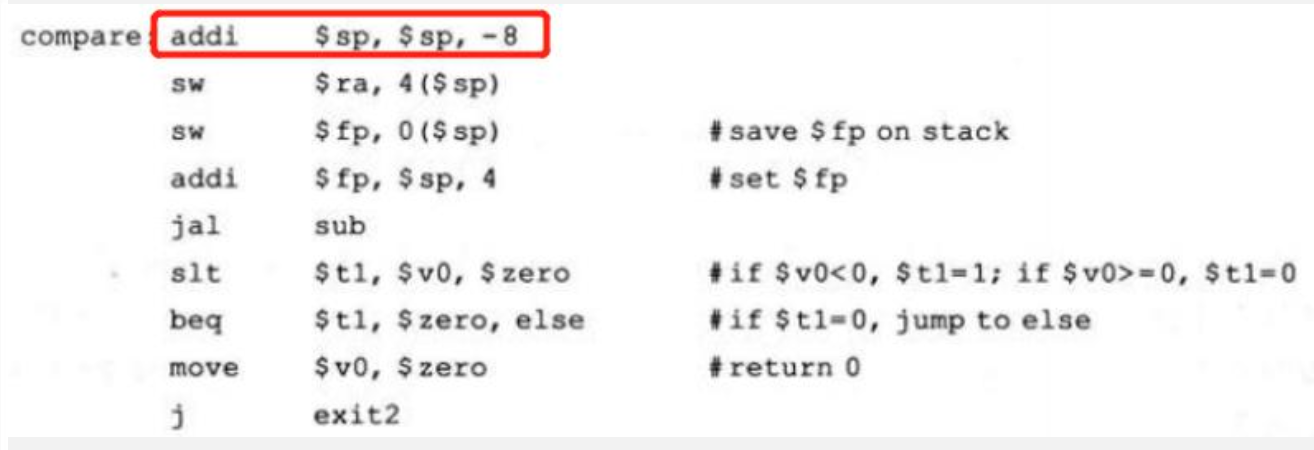 compare: addi $sp, $sp, -8
sw $ra, 4($sp)
sw $fp, 0($sp) #save $fp on stack
addi $fp, $sp, 4 #set $fp
jal sub
slt $t1, $v0, $zero #if $v0<0, $t1=1; if $v0>=0, $t1=0
beq $t1, $zero, else #if $t1=0, jump to else
move $v0, $zero #return 0
j exit2